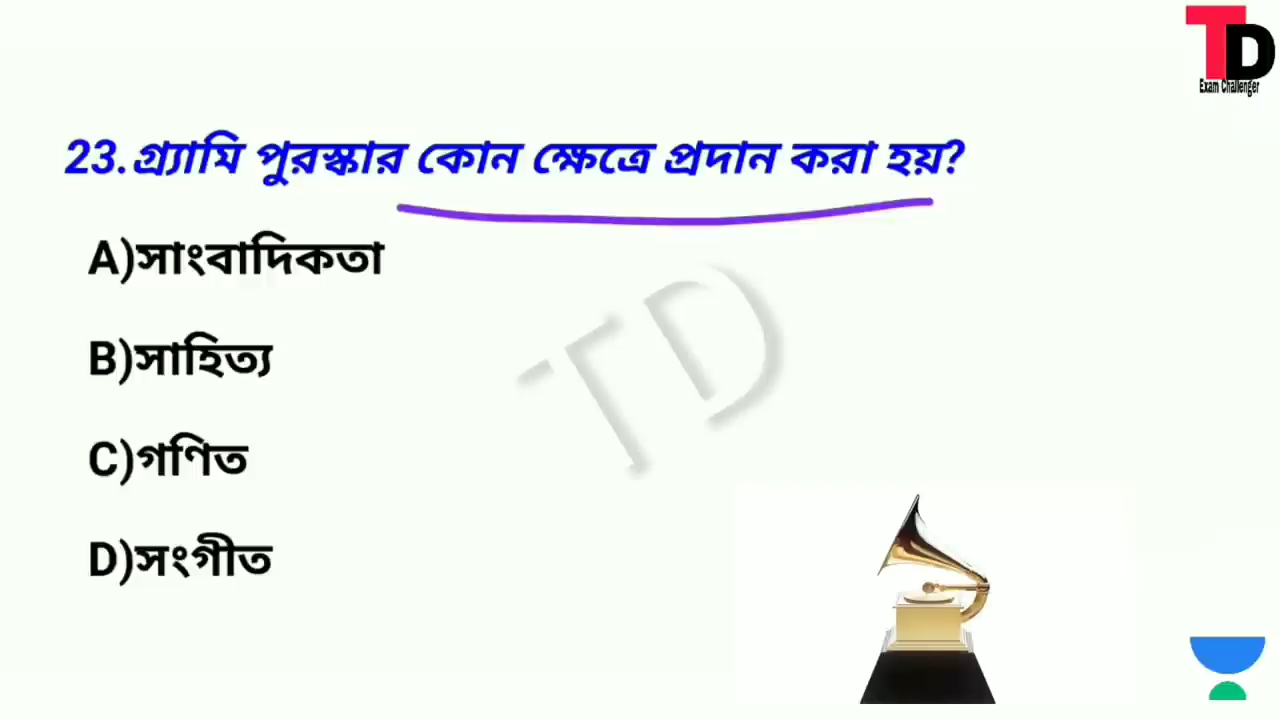 TD
Exam Challenger
23.গ্র্যামি পুরস্কার কোন ক্ষেত্রে প্রদান করা হয়?
A)সাংবাদিকতা
B)সাহিত্য
C)গণিত
D)সংগীত
TD